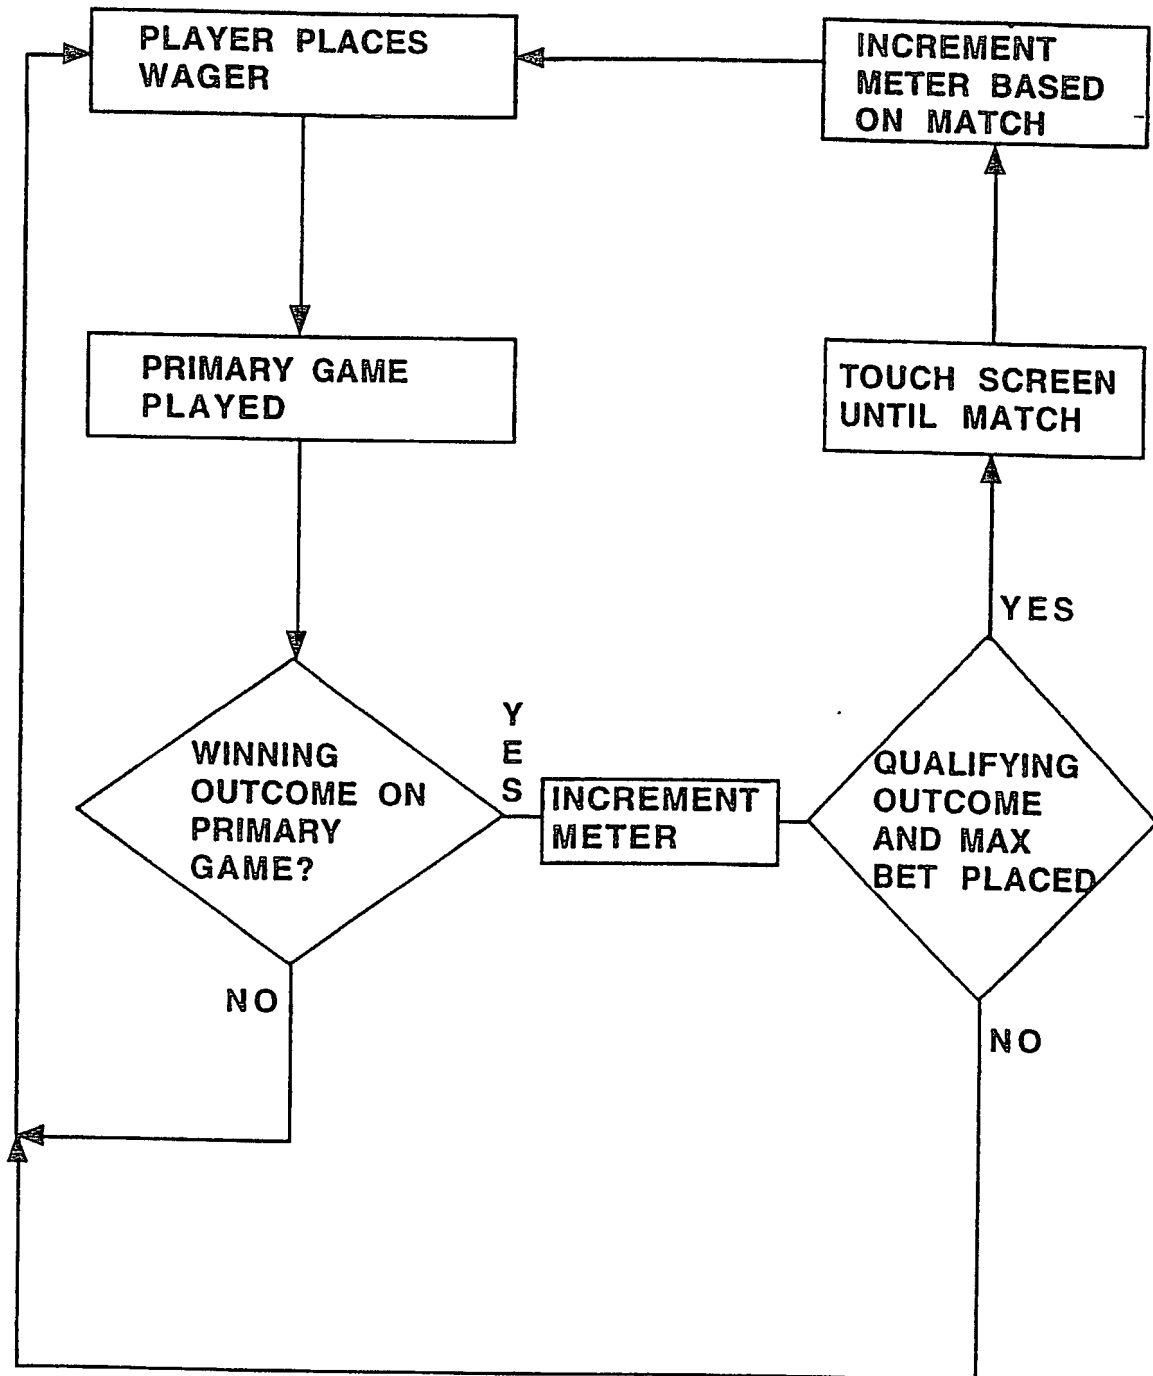 PLAYER PLACES
WAGER
INCREMENT
METER BASED
ON MATCH
PRIMARY GAME
PLAYED
TOUCH SCREEN
UNTIL MATCH
YES
WINNING
OUTCOME ON
PRIMARY
GAME?
YES
INCREMENT
METER
QUALIFYING
OUTCOME
AND MAX
BET PLACED
NO
NO